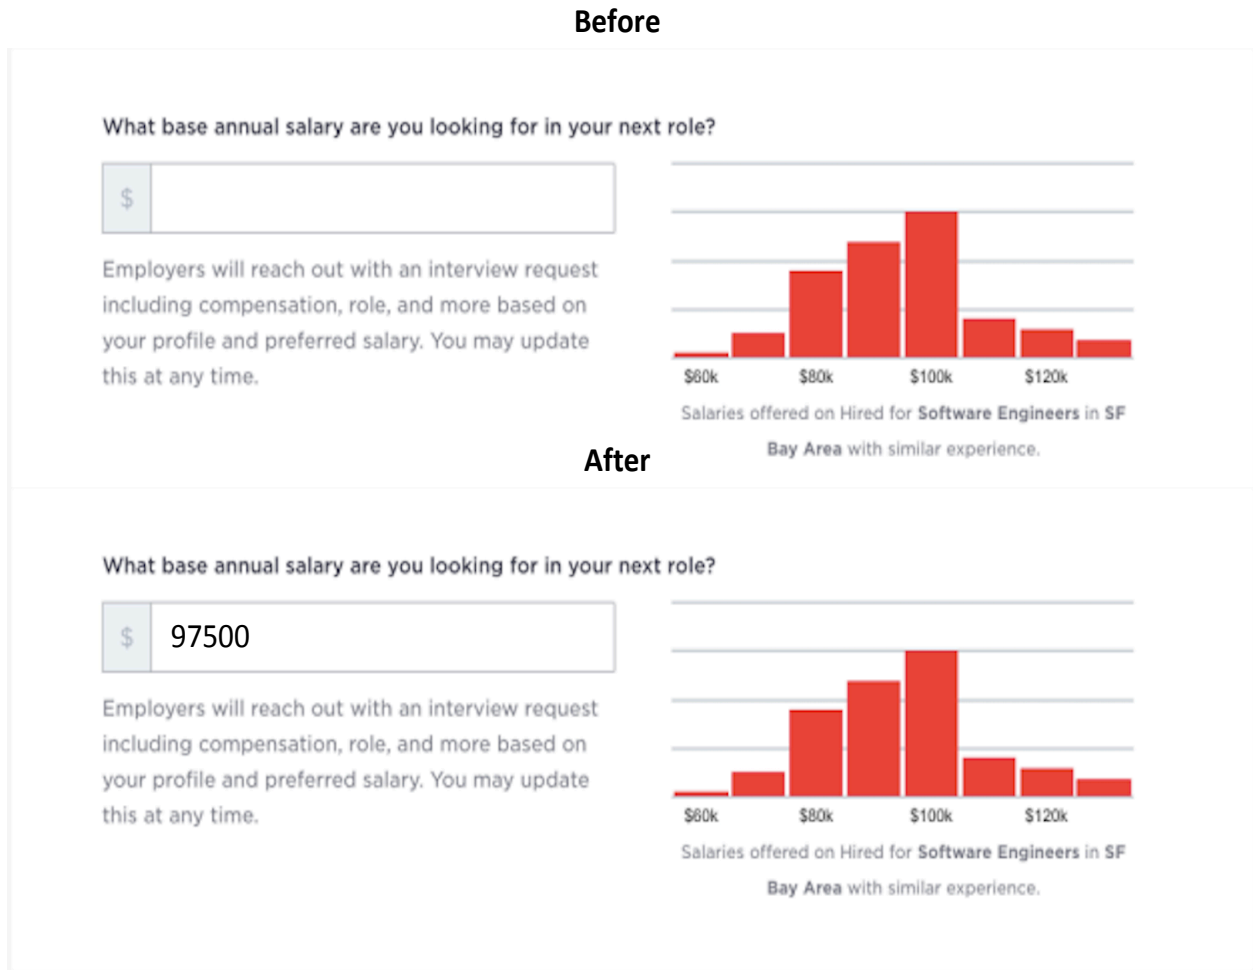 Before
What base annual salary are you looking for in your next role?
$
Employers will reach out with an interview request
including compensation, role, and more based on
your profile and preferred salary. You may update
this at any time.
$60k $80k $100k $120k
Salaries offered on Hired for Software Engineers in SF
Bay Area with similar experience.
After
What base annual salary are you looking for in your next role?
$ 97500
Employers will reach out with an interview request
including compensation, role, and more based on
your profile and preferred salary. You may update
this at any time.
$60k $80k $100k $120k
Salaries offered on Hired for Software Engineers in SF
Bay Area with similar experience.